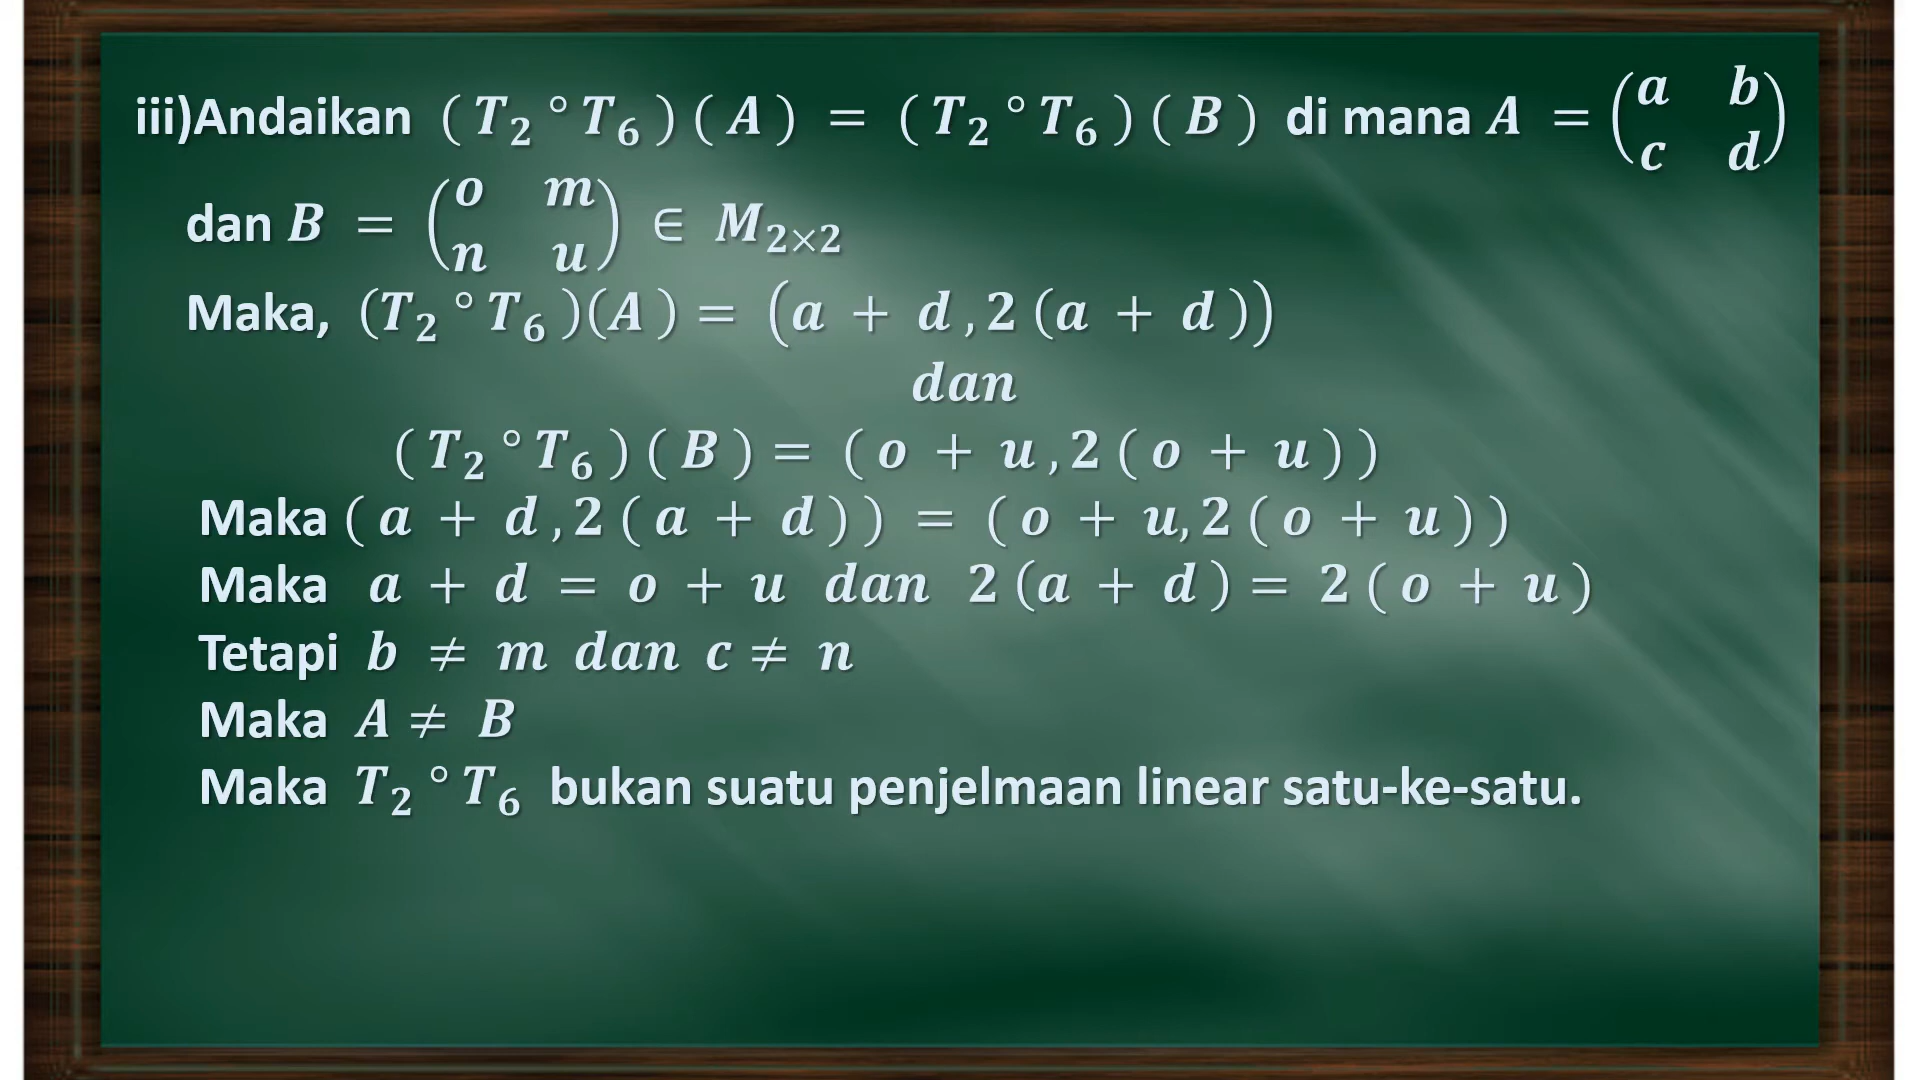 iii)Andaikan ( T₂ ° T₆ ) ( A ) = ( T₂ ° T₆ ) ( B ) di mana A = (a b
c d)
dan B = (o m
n u) ∈ M₂ₓ₂
Maka, (T₂ ° T₆ )(A ) = (a + d , 2 (a + d ))
dan
( T₂ ° T₆ ) ( B ) = ( o + u , 2 ( o + u ) )
Maka ( a + d , 2 ( a + d ) ) = ( o + u, 2 ( o + u ) )
Maka a + d = o + u dan 2 (a + d ) = 2 ( o + u )
Tetapi b ≠ m dan c ≠ n
Maka A ≠ B
Maka T₂ ° T₆ bukan suatu penjelmaan linear satu-ke-satu.